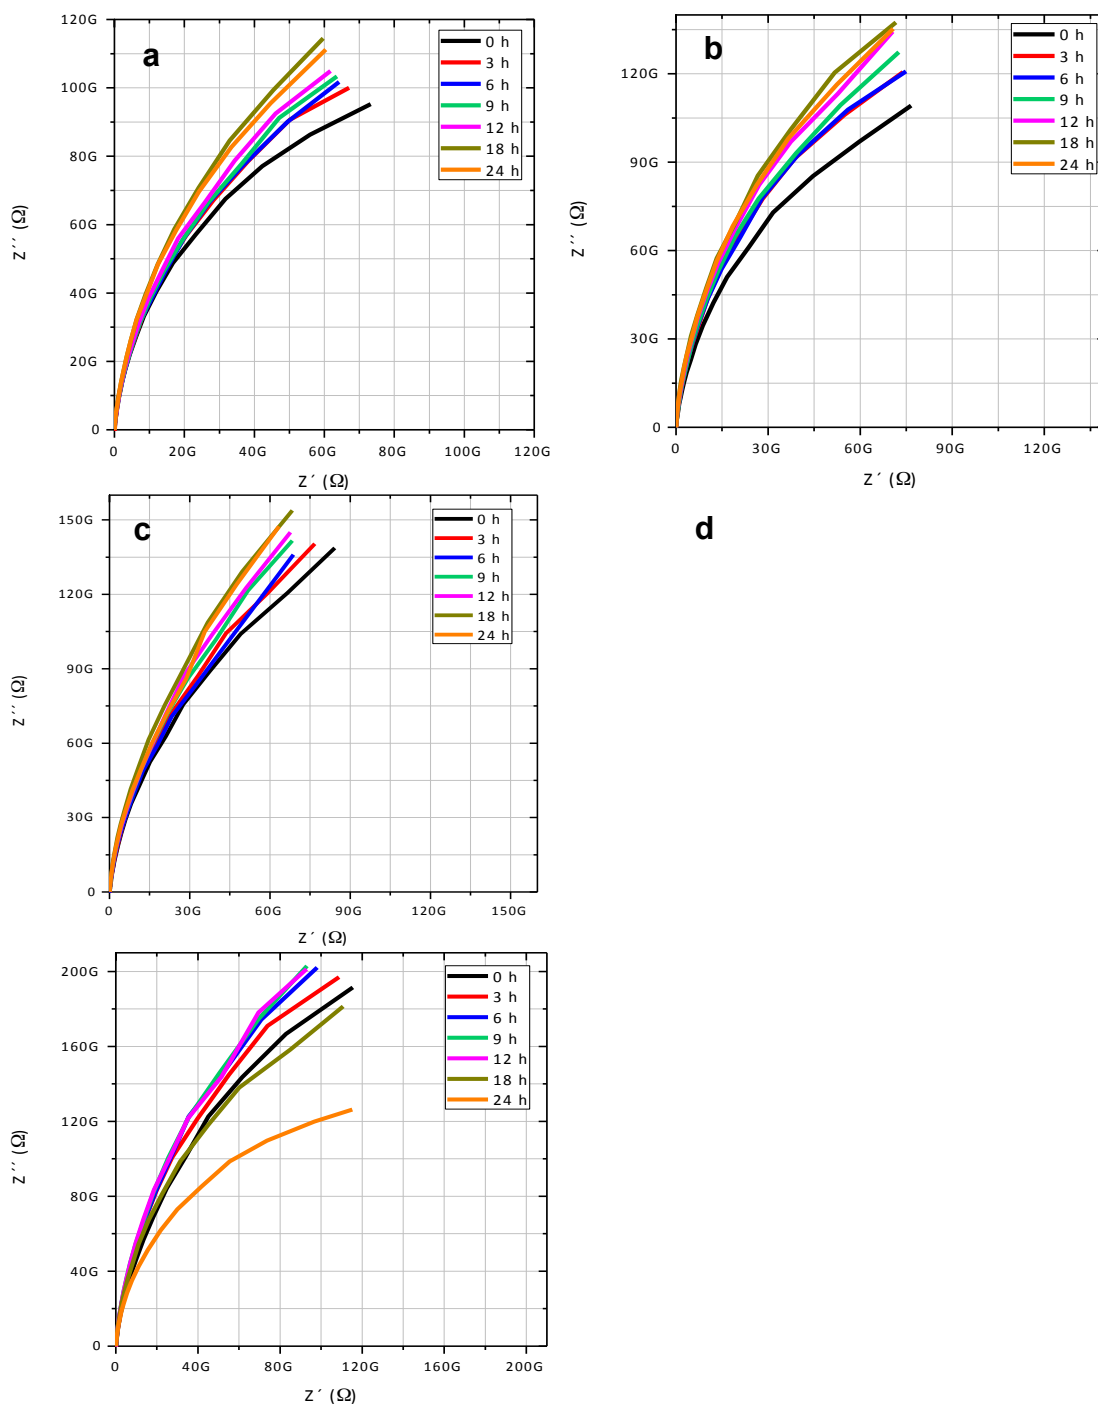 a
120G
100G
80G
60G
40G
20G
0
Z´´ (Ω)
0 h
3 h
6 h
9 h
12 h
18 h
24 h
0 20G 40G 60G 80G 100G 120G
Z´ (Ω)
b
120G
90G
60G
30G
0
Z´´ (Ω)
0 h
3 h
6 h
9 h
12 h
18 h
24 h
0 30G 60G 90G 120G
Z´ (Ω)
c
150G
120G
90G
60G
30G
0
Z´´ (Ω)
0 h
3 h
6 h
9 h
12 h
18 h
24 h
0 30G 60G 90G 120G 150G
Z´ (Ω)
d
200G
160G
120G
80G
40G
0
Z´´ (Ω)
0 h
3 h
6 h
9 h
12 h
18 h
24 h
0 40G 80G 120G 160G 200G
Z´ (Ω)